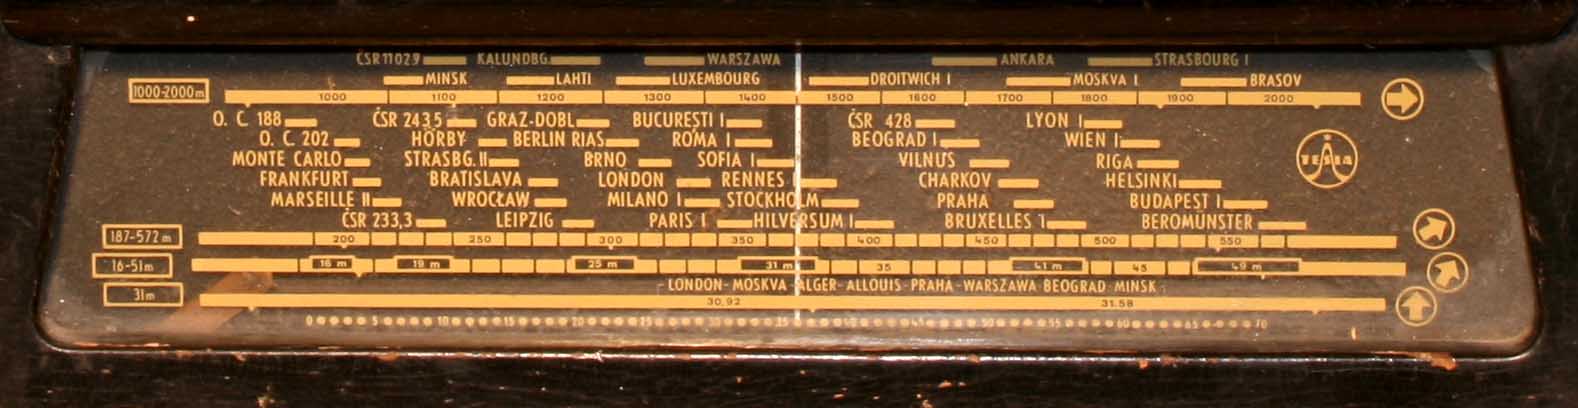 ČSR 1102,9 KALUNDBG. WARSZAWA ANKARA STRASBOURG I
MINSK LAHTI LUXEMBOURG DROITWICH I MOSKVA I BRASOV
1000-2000m 1000 1100 1200 1300 1400 1500 1600 1700 1800 1900 2000
O. C. 188 ČSR 243,5 GRAZ-DOBL BUCUREŞTI I ČSR 428 LYON I
O. C. 202 HÖRBY BERLIN RIAS ROMA I BEOGRAD I WIEN I
MONTE CARLO STRASBG. II BRNO SOFIA I VILNUS RIGA TESLA
FRANKFURT BRATISLAVA LONDON RENNES I CHARKOV HELSINKI
MARSEILLE II WROCŁAW MILANO I STOCKHOLM PRAHA BUDAPEST I
ČSR 233,3 LEIPZIG PARIS I HILVERSUM I BRUXELLES I BEROMÜNSTER
187-572 m 200 250 300 350 400 450 500 550
16-51m 16 m 19 m 25 m 31 m 35 41 m 45 49 m
LONDON-MOSKVA-ALGER-ALLOUIS-PRAHA-WARSZAWA BEOGRAD MINSK
31m 30,92 31.58
0 5 10 15 20 25 30 35 40 45 50 55 60 65 70